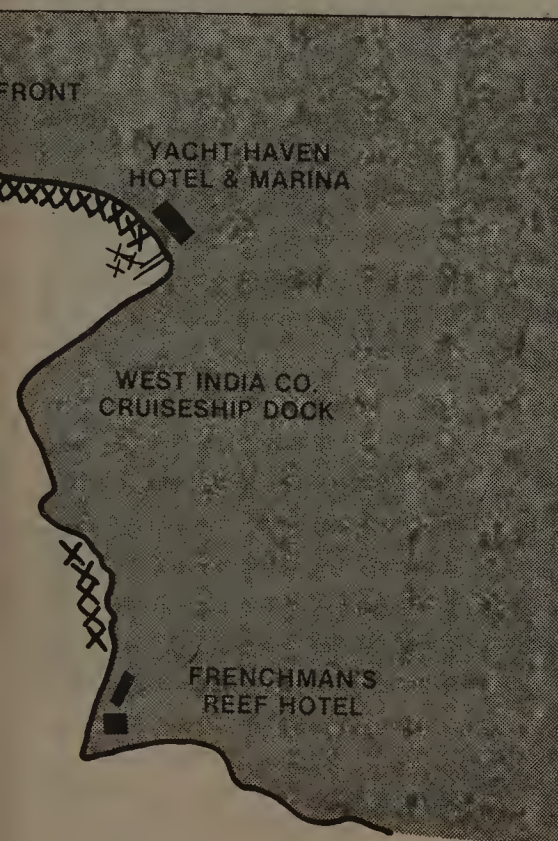 FRONT
YACHT HAVEN
HOTEL & MARINA
WEST INDIA CO.
CRUISESHIP DOCK
FRENCHMAN'S
REEF HOTEL